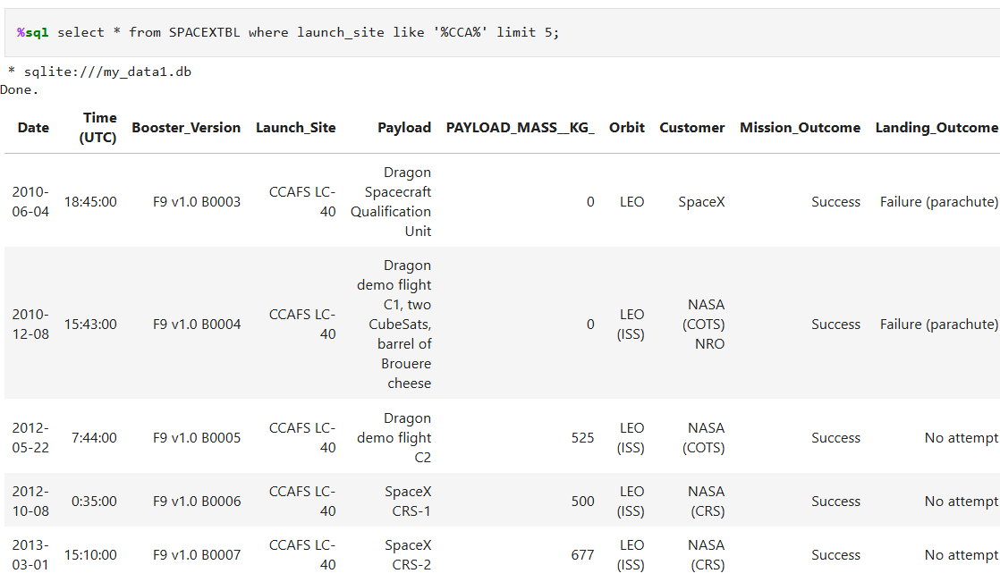 %sql select * from SPACEXTBL where launch_site like '%CCA%' limit 5;
* sqlite:///my_data1.db
Done.
Date Time (UTC) Booster_Version Launch_Site Payload PAYLOAD_MASS__KG_ Orbit Customer Mission_Outcome Landing_Outcome
2010-06-04 18:45:00 F9 v1.0 B0003 CCAFS LC-40 Dragon Spacecraft Qualification Unit 0 LEO SpaceX Success Failure (parachute)
2010-12-08 15:43:00 F9 v1.0 B0004 CCAFS LC-40 Dragon demo flight C1, two CubeSats, barrel of Brouere cheese 0 LEO (ISS) NASA (COTS) NRO Success Failure (parachute)
2012-05-22 7:44:00 F9 v1.0 B0005 CCAFS LC-40 Dragon demo flight C2 525 LEO (ISS) NASA (COTS) Success No attempt
2012-10-08 0:35:00 F9 v1.0 B0006 CCAFS LC-40 SpaceX CRS-1 500 LEO (ISS) NASA (CRS) Success No attempt
2013-03-01 15:10:00 F9 v1.0 B0007 CCAFS LC-40 SpaceX CRS-2 677 LEO (ISS) NASA (CRS) Success No attempt